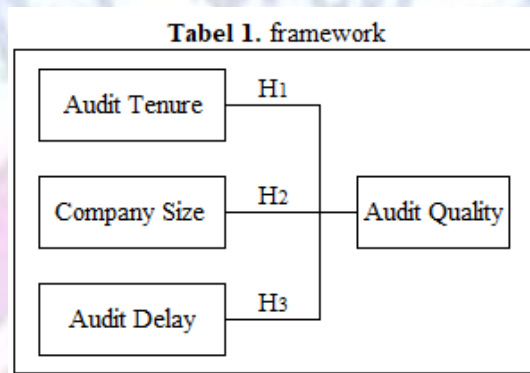 Tabel 1. framework
Audit Tenure
H1
Company Size
H2
Audit Quality
Audit Delay
H3